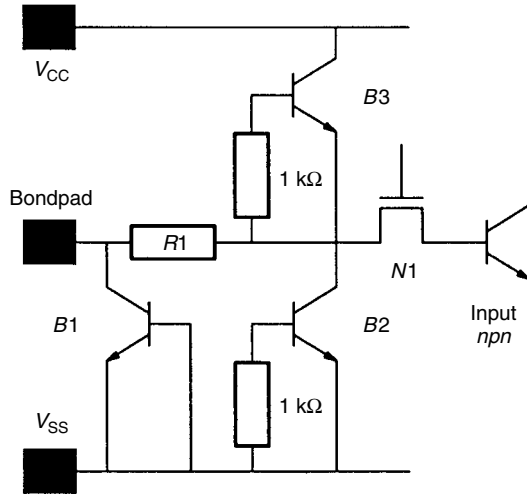 V_CC
B3
1 kΩ
Bondpad
R1
N1
B1
B2
Input
npn
1 kΩ
V_SS